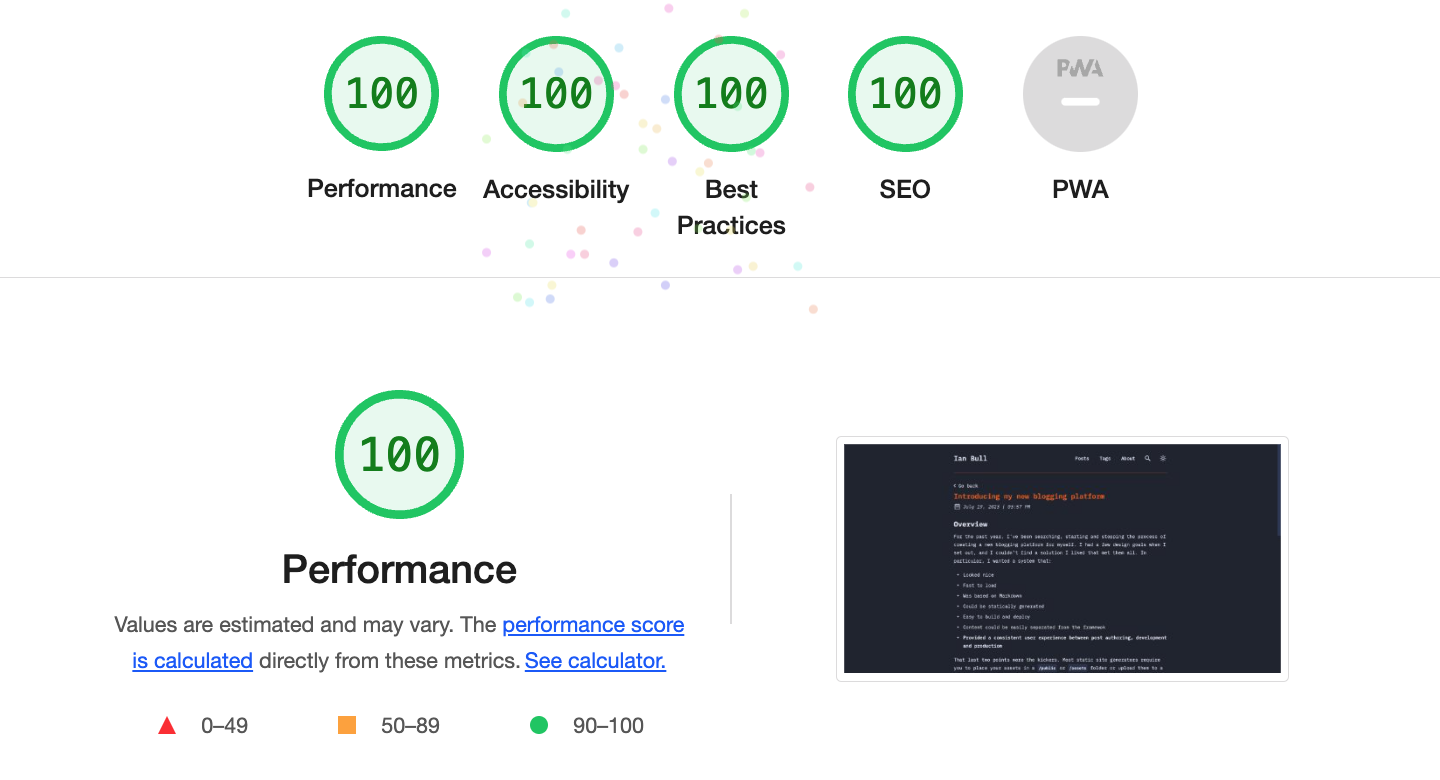 100
100
100
100
PWA
Performance
Accessibility
Best
Practices
SEO
PWA
100
Performance
Values are estimated and may vary. The performance score
is calculated directly from these metrics. See calculator.
0–49
50–89
90–100
Ian Bull
Posts
Tags
About
Go back
Introducing my new blogging platform
July 29, 2023 | 03:57 PM
Overview
For the past year, I've been searching, starting and stopping the process of
creating a new blogging platform for myself. I had a few design goals when I
set out, and I couldn't find a solution I liked that met them all. In
particular, I wanted a system that:
• Looked nice
• Fast to load
• Was based on Markdown
• Could be statically generated
• Easy to build and deploy
• Content could be easily separated from the framework
• Provided a consistent user experience between post authoring, development
and production
That last two points were the kickers. Most static site generators require
you to place your assets in a /public or /assets folder or upload them to a